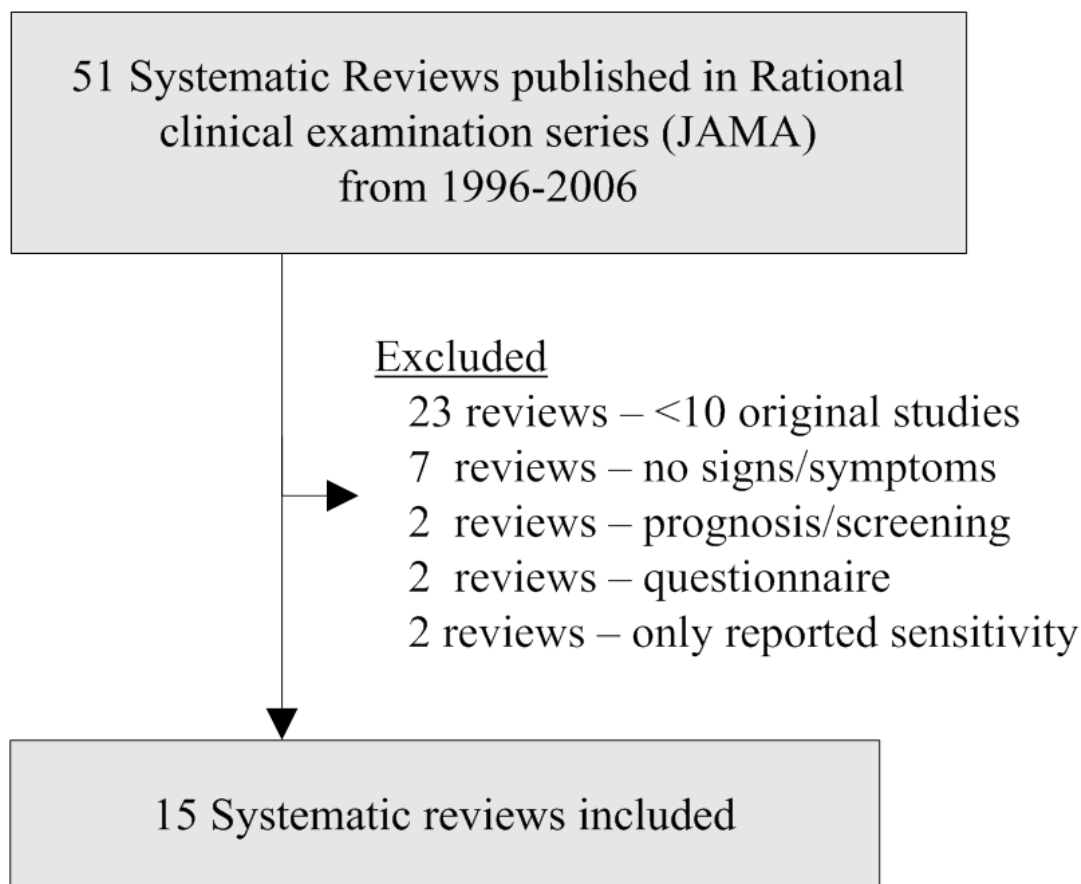 51 Systematic Reviews published in Rational
clinical examination series (JAMA)
from 1996-2006
Excluded
23 reviews – <10 original studies
7 reviews – no signs/symptoms
2 reviews – prognosis/screening
2 reviews – questionnaire
2 reviews – only reported sensitivity
15 Systematic reviews included